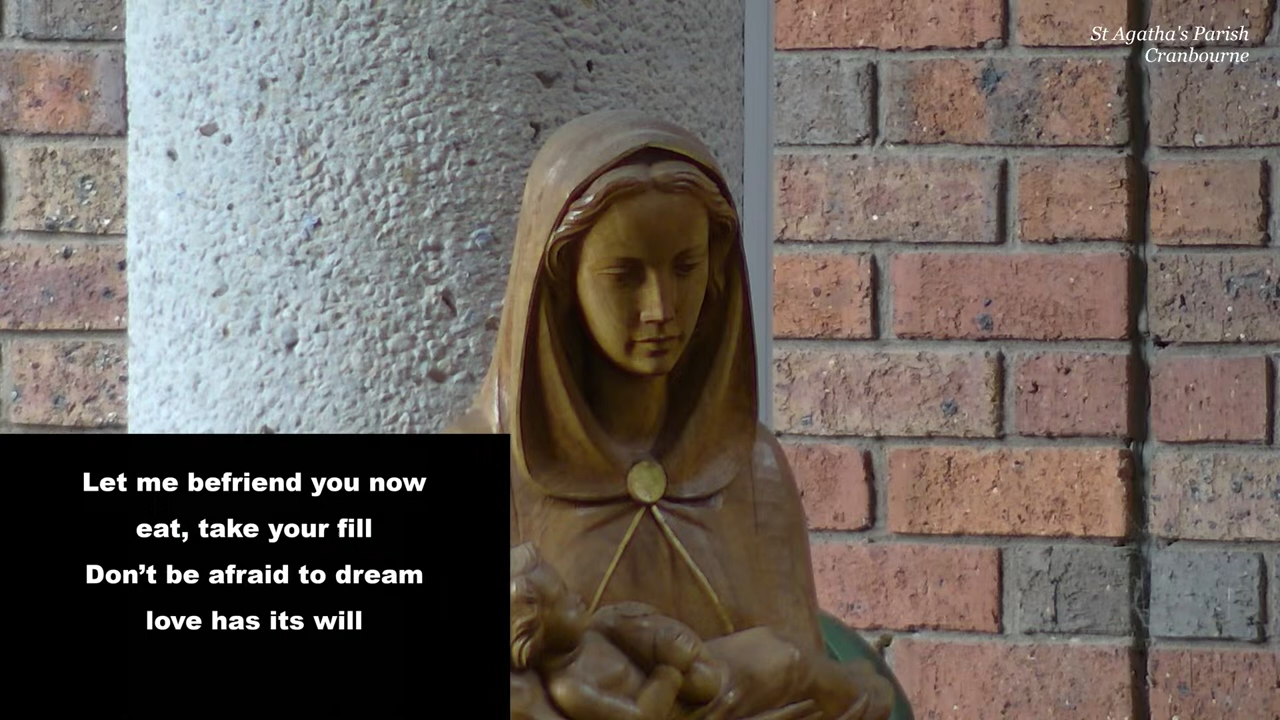 St Agatha's Parish
Cranbourne
Let me befriend you now
eat, take your fill
Don’t be afraid to dream
love has its will